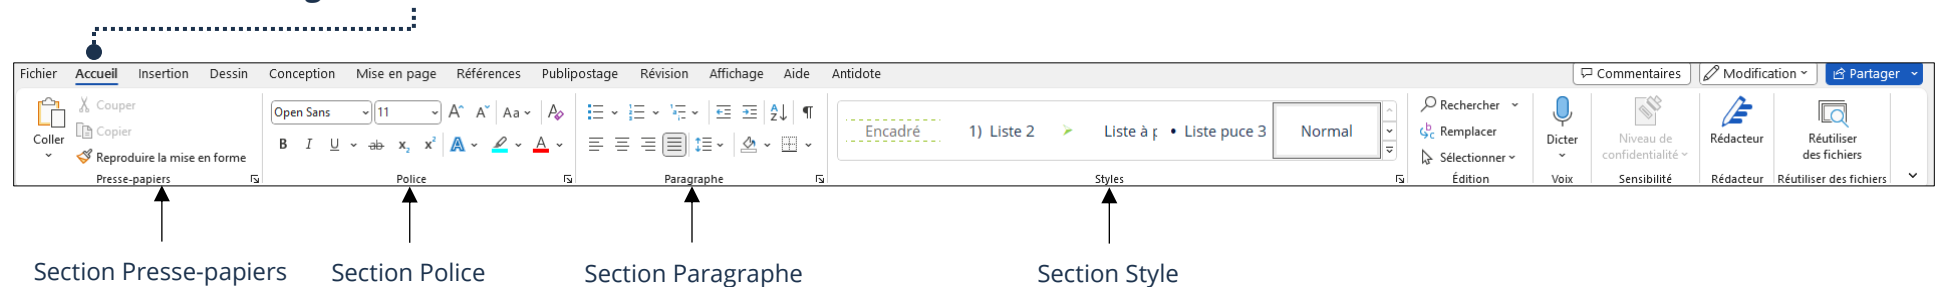 Fichier Accueil Insertion Dessin Conception Mise en page Références Publipostage Révision Affichage Aide Antidote Commentaires Modification Partager
Coller
Couper
Copier
Reproduire la mise en forme
Presse-papiers
Open Sans 11 A A Aa A
B I U ab x₂ x² A A
Police
A Z ¶
Paragraphe
Encadré 1) Liste 2 Liste à • Liste puce 3 Normal
Styles
Rechercher
Remplacer
Sélectionner
Édition
Dicter
Voix
Niveau de
confidentialité
Sensibilité
Rédacteur
Rédacteur
Réutiliser
des fichiers
Réutiliser des fichiers
Section Presse-papiers Section Police Section Paragraphe Section Style